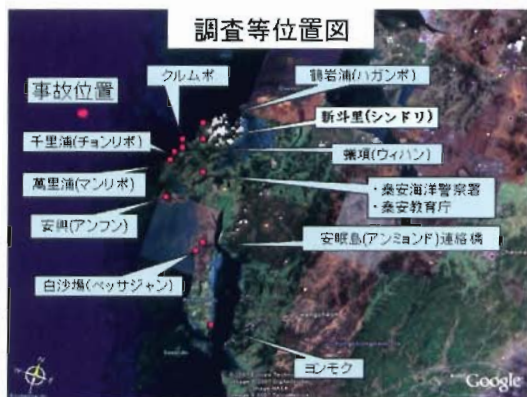 調査等位置図
クルムポ
鶴岩浦(ハガンポ)
事故位置
新斗里(シンドリ)
千里浦(チョンリポ)
蟻項(ウィハン)
萬里浦(マンリポ)
・泰安海洋警察署
・泰安教育庁
安興(アンフン)
安眠島(アンミョンド)連絡橋
白沙場(ペッサジャン)
ヨンモク
Google